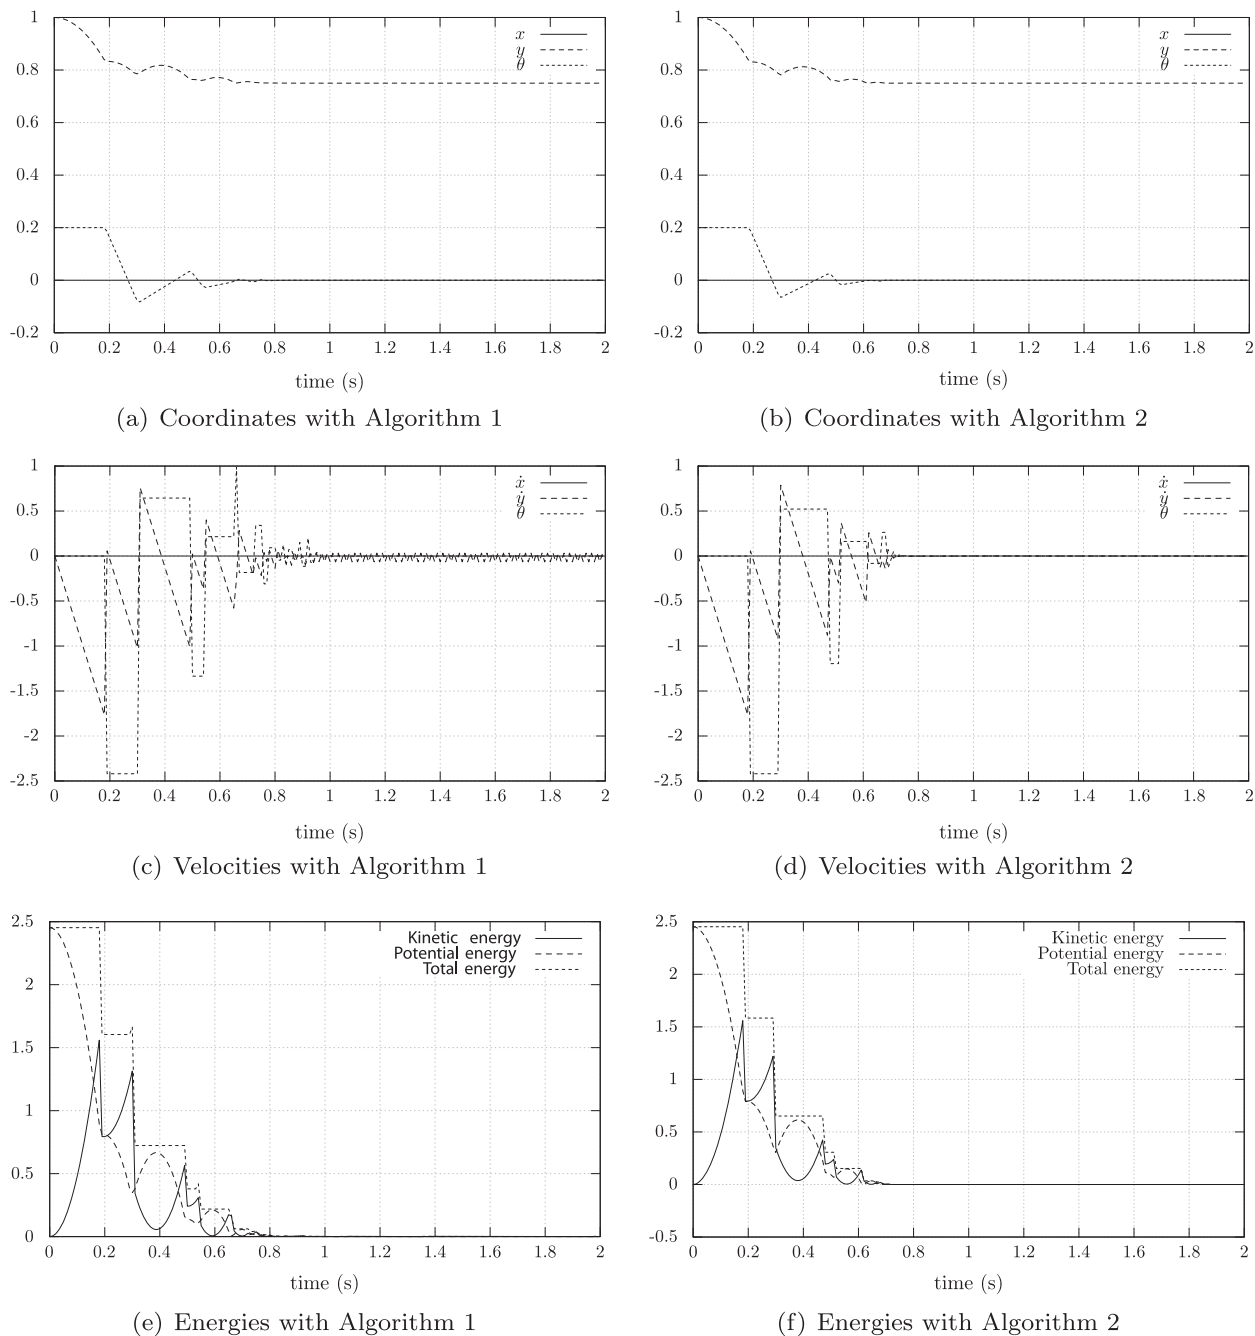 1
0.8
0.6
0.4
0.2
0
-0.2
x
y
θ
0 0.2 0.4 0.6 0.8 1 1.2 1.4 1.6 1.8 2
time (s)
(a) Coordinates with Algorithm 1
1
0.8
0.6
0.4
0.2
0
-0.2
x
y
θ
0 0.2 0.4 0.6 0.8 1 1.2 1.4 1.6 1.8 2
time (s)
(b) Coordinates with Algorithm 2
1
0.5
0
-0.5
-1
-1.5
-2
-2.5
ẋ
ẏ
θ̇
0 0.2 0.4 0.6 0.8 1 1.2 1.4 1.6 1.8 2
time (s)
(c) Velocities with Algorithm 1
1
0.5
0
-0.5
-1
-1.5
-2
-2.5
ẋ
ẏ
θ̇
0 0.2 0.4 0.6 0.8 1 1.2 1.4 1.6 1.8 2
time (s)
(d) Velocities with Algorithm 2
2.5
2
1.5
1
0.5
0
Kinetic energy
Potential energy
Total energy
0 0.2 0.4 0.6 0.8 1 1.2 1.4 1.6 1.8 2
time (s)
(e) Energies with Algorithm 1
2.5
2
1.5
1
0.5
0
-0.5
Kinetic energy
Potential energy
Total energy
0 0.2 0.4 0.6 0.8 1 1.2 1.4 1.6 1.8 2
time (s)
(f) Energies with Algorithm 2